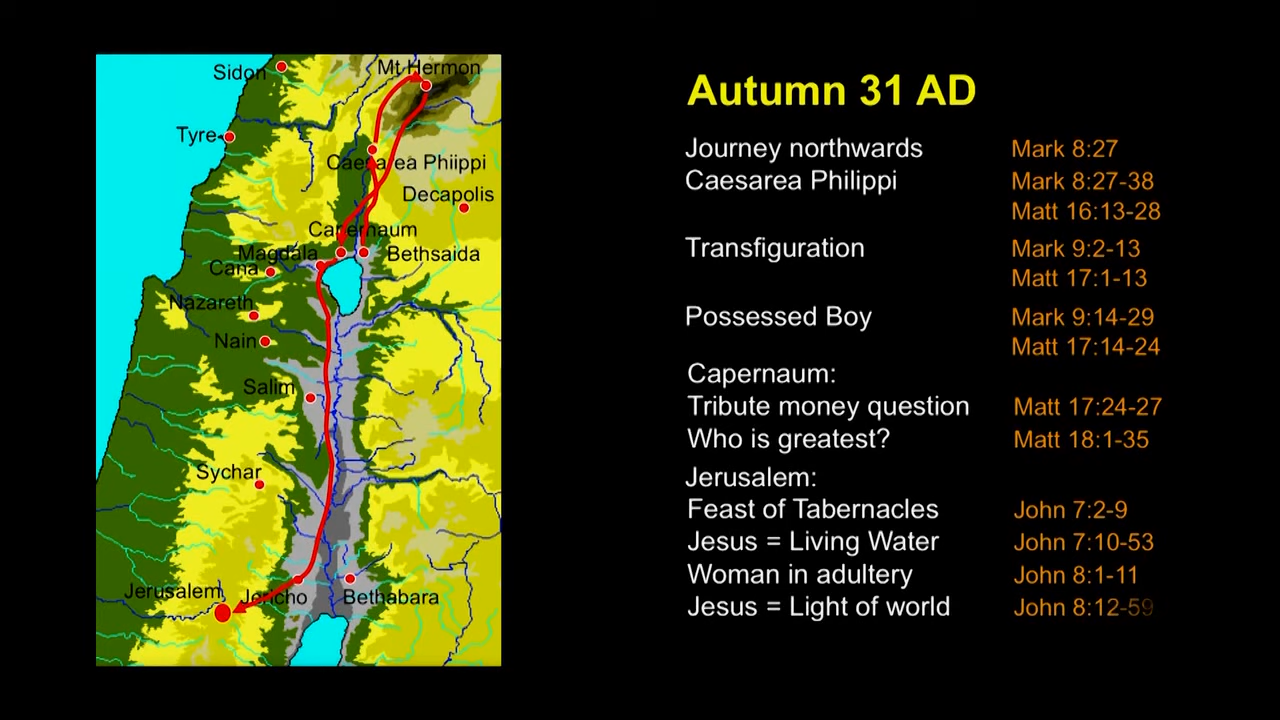 Sidon
Mt Hermon
Tyre
Caesarea Phiippi
Decapolis
Capernaum
Magdala
Bethsaida
Cana
Nazareth
Nain
Salim
Sychar
Jerusalem
Jericho
Bethabara
Autumn 31 AD
Journey northwards Mark 8:27
Caesarea Philippi Mark 8:27-38
Matt 16:13-28
Transfiguration Mark 9:2-13
Matt 17:1-13
Possessed Boy Mark 9:14-29
Matt 17:14-24
Capernaum:
Tribute money question Matt 17:24-27
Who is greatest? Matt 18:1-35
Jerusalem:
Feast of Tabernacles John 7:2-9
Jesus = Living Water John 7:10-53
Woman in adultery John 8:1-11
Jesus = Light of world John 8:12-59